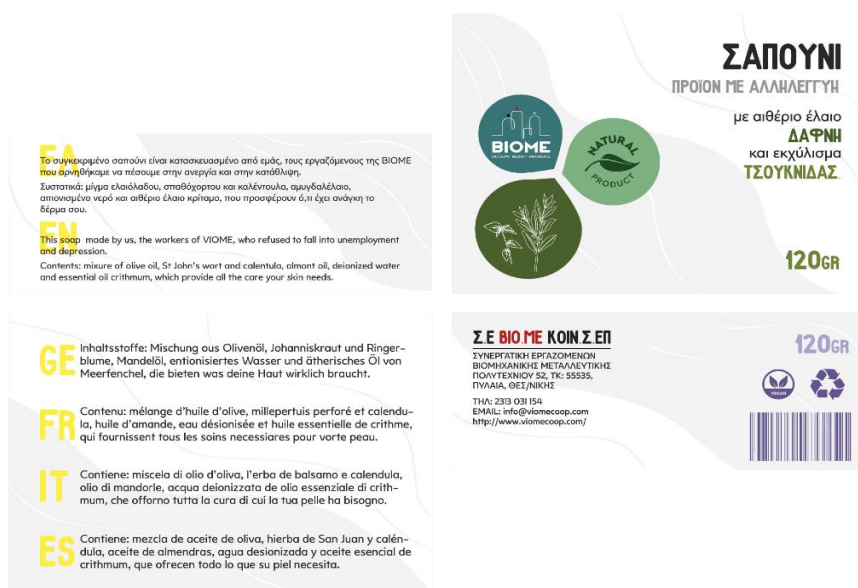 ΕΛ
Το συγκεκριμένο σαπούνι είναι κατασκευασμένο από εμάς, τους εργαζόμενους της BIOME
που αρνηθήκαμε να πέσουμε στην ανεργία και στην κατάθλιψη.
Συστατικά: μίγμα ελαιόλαδου, σπαθόχορτου και καλέντουλα, αμυγδαλέλαιο,
απιονισμένο νερό και αιθέριο έλαιο κρίταμο, που προσφέρουν ό,τι έχει ανάγκη το
δέρμα σου.
EN
This soap made by us, the workers of VIOME, who refused to fall into unemployment
and depression.
Contents: mixure of olive oil, St John's wort and calentula, almont oil, deionized water
and essential oil crithmum, which provide all the care your skin needs.
ΣΑΠΟΥΝΙ
ΠΡΟΪΟΝ ΜΕ ΑΛΛΗΛΕΓΓΥΗ
με αιθέριο έλαιο
ΔΑΦΝΗ
και εκχύλισμα
ΤΣΟΥΚΝΙΔΑΣ.
120GR
BIOME
NATURAL
PRODUCT
GE
Inhaltsstoffe: Mischung ous Olivenöl, Johanniskraut und Ringer-
blume, Mandelöl, entionisiertes Wasser und ätherisches Öl von
Meerfenchel, die bieten was deine Haut wirklich braucht.
FR
Contenu: mélange d'huile d'olive, millepertuis perforé et calendu-
la, huile d'amande, eau désionisée et huile essentielle de crithme,
qui fournissent tous les soins necessiares pour vorte peau.
IT
Contiene: miscela di olio d'oliva, l'erba de balsamo e calendula,
olio di mandorle, acqua deionizzata de olio essenziale di crith-
mum, che offorno tutta la cura di cui la tua pelle ha bisogno.
ES
Contiene: mezcla de aceite de oliva, hierba de San Juan y calén-
dula, aceite de almendras, agua desionizada y aceite esencial de
crithmum, que ofrecen todo lo que su piel necesita.
Σ.Ε BIO.ME ΚΟΙΝ Σ.ΕΠ
ΣΥΝΕΡΓΑΤΙΚΗ ΕΡΓΑΖΟΜΕΝΩΝ
ΒΙΟΜΗΧΑΝΙΚΗΣ ΜΕΤΑΛΛΕΥΤΙΚΗΣ
ΠΟΛΥΤΕΧΝΙΟΥ 52, ΤΚ: 55535,
ΠΥΛΑΙΑ, ΘΕΣ/ΝΙΚΗΣ
ΤΗΛ: 2313 031 154
EMAIL: info@viomecoop.com
http://www.viomecoop.com/
120GR
VEGAN